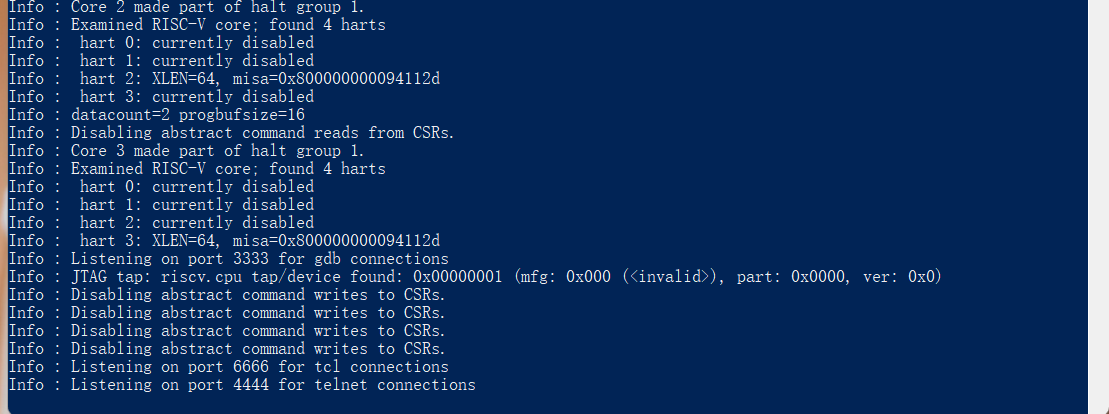 Info : Core 2 made part of halt group 1.
Info : Examined RISC-V core; found 4 harts
Info :  hart 0: currently disabled
Info :  hart 1: currently disabled
Info :  hart 2: XLEN=64, misa=0x800000000094112d
Info :  hart 3: currently disabled
Info : datacount=2 progbufsize=16
Info : Disabling abstract command reads from CSRs.
Info : Core 3 made part of halt group 1.
Info : Examined RISC-V core; found 4 harts
Info :  hart 0: currently disabled
Info :  hart 1: currently disabled
Info :  hart 2: currently disabled
Info :  hart 3: XLEN=64, misa=0x800000000094112d
Info : Listening on port 3333 for gdb connections
Info : JTAG tap: riscv.cpu tap/device found: 0x00000001 (mfg: 0x000 (<invalid>), part: 0x0000, ver: 0x0)
Info : Disabling abstract command writes to CSRs.
Info : Disabling abstract command writes to CSRs.
Info : Disabling abstract command writes to CSRs.
Info : Disabling abstract command writes to CSRs.
Info : Listening on port 6666 for tcl connections
Info : Listening on port 4444 for telnet connections